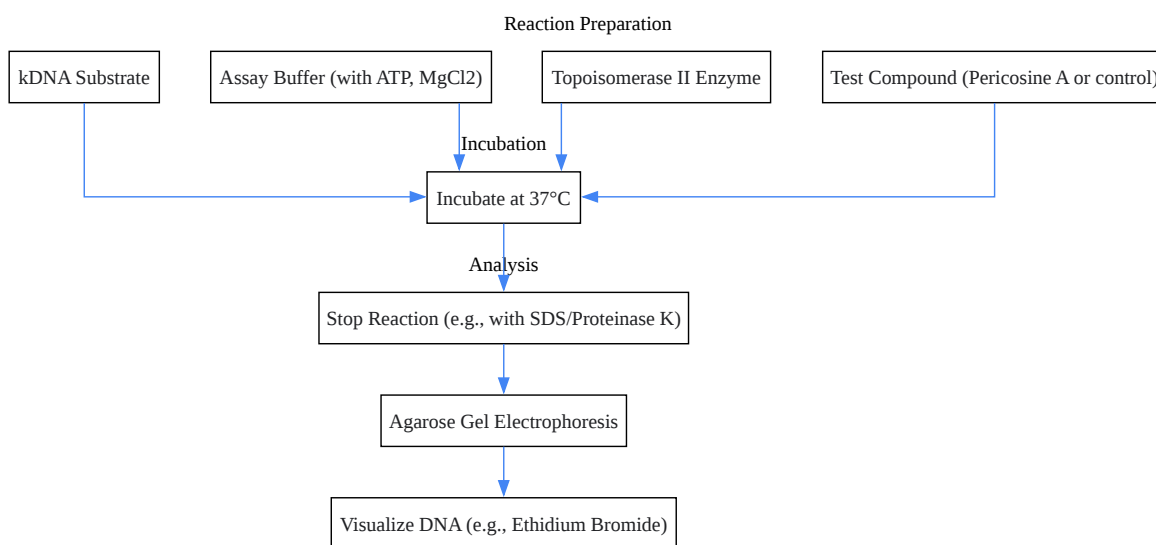 Reaction Preparation
kDNA Substrate
Assay Buffer (with ATP, MgCl2)
Topoisomerase II Enzyme
Test Compound (Pericosine A or control)
Incubation
Incubate at 37°C
Analysis
Stop Reaction (e.g., with SDS/Proteinase K)
Agarose Gel Electrophoresis
Visualize DNA (e.g., Ethidium Bromide)